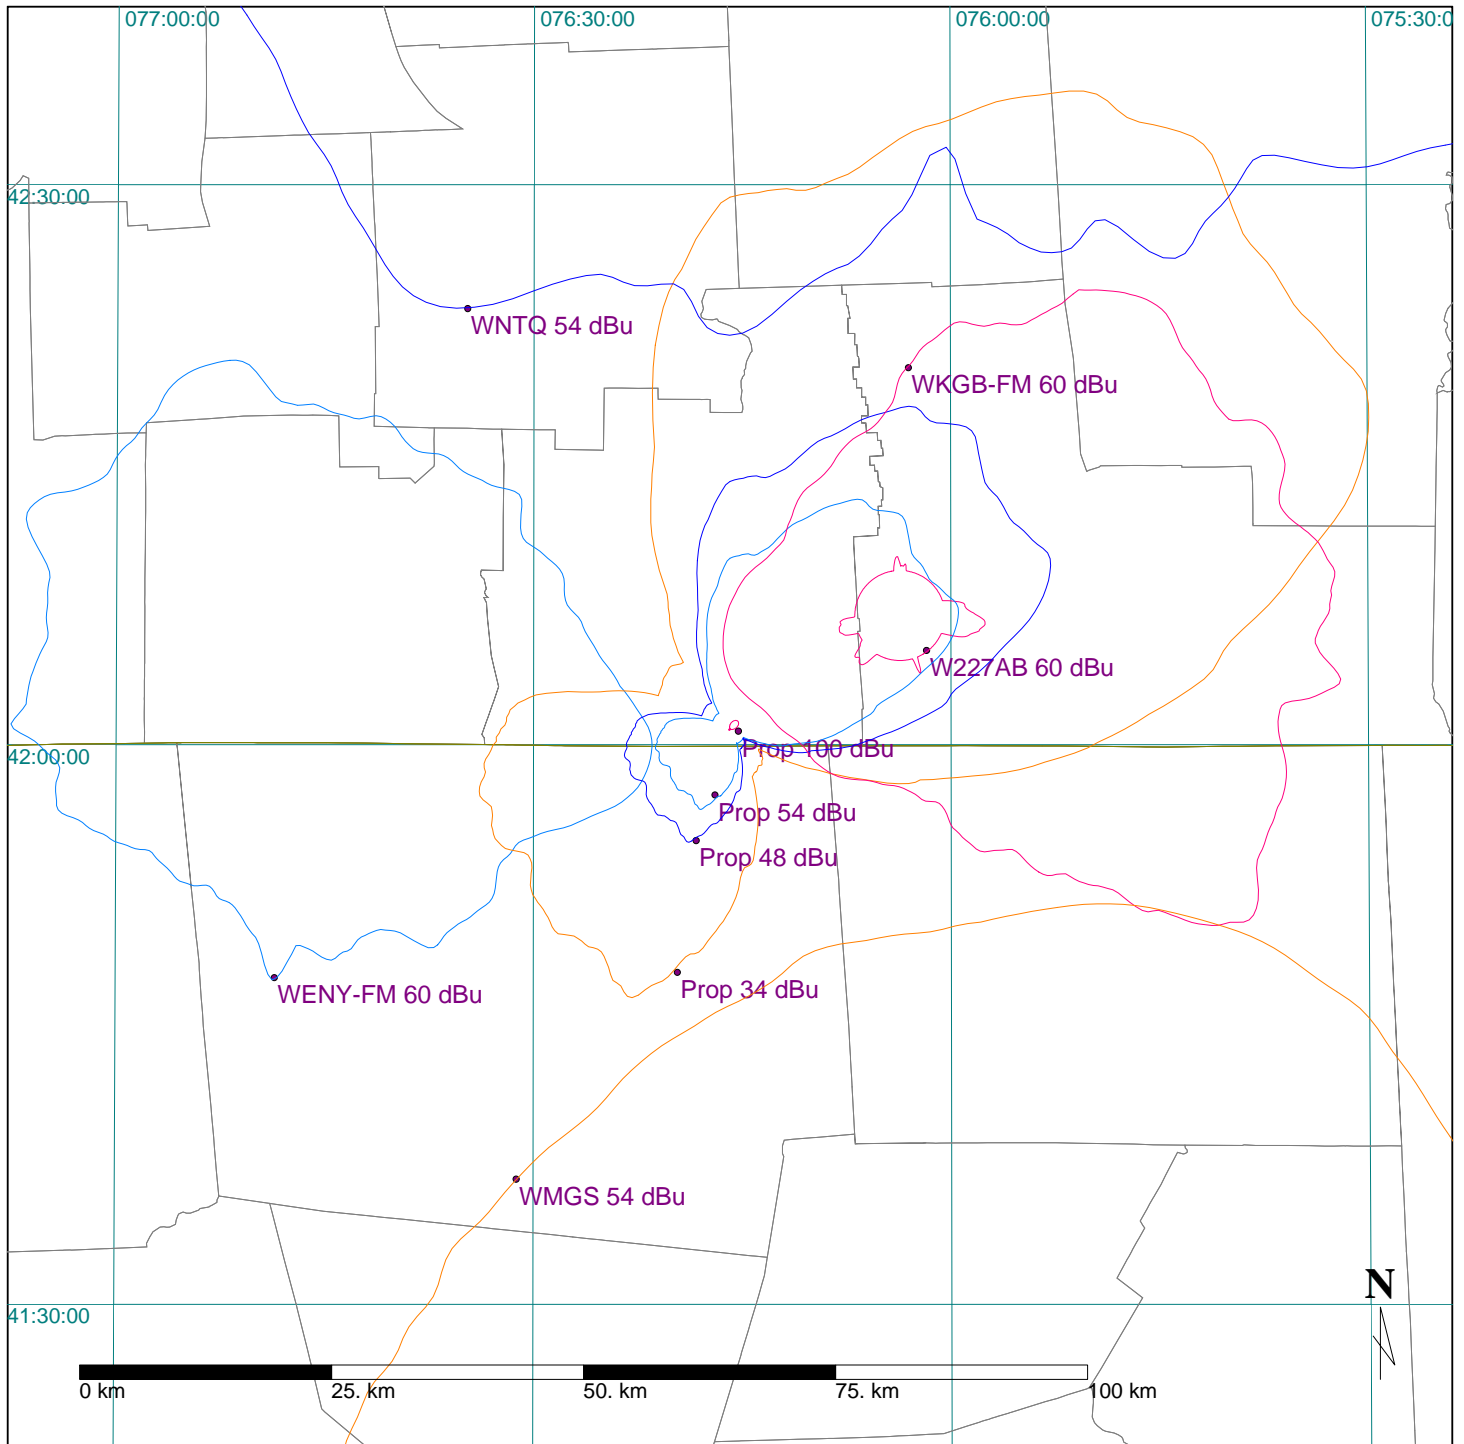 077:00:00
076:30:00
076:00:00
075:30:0
42:30:00
WNTQ 54 dBu
WKGB-FM 60 dBu
W227AB 60 dBu
42:00:00
Prop 100 dBu
Prop 54 dBu
Prop 48 dBu
WENY-FM 60 dBu
Prop 34 dBu
WMGS 54 dBu
N
41:30:00
0 km
25. km
50. km
75. km
100 km